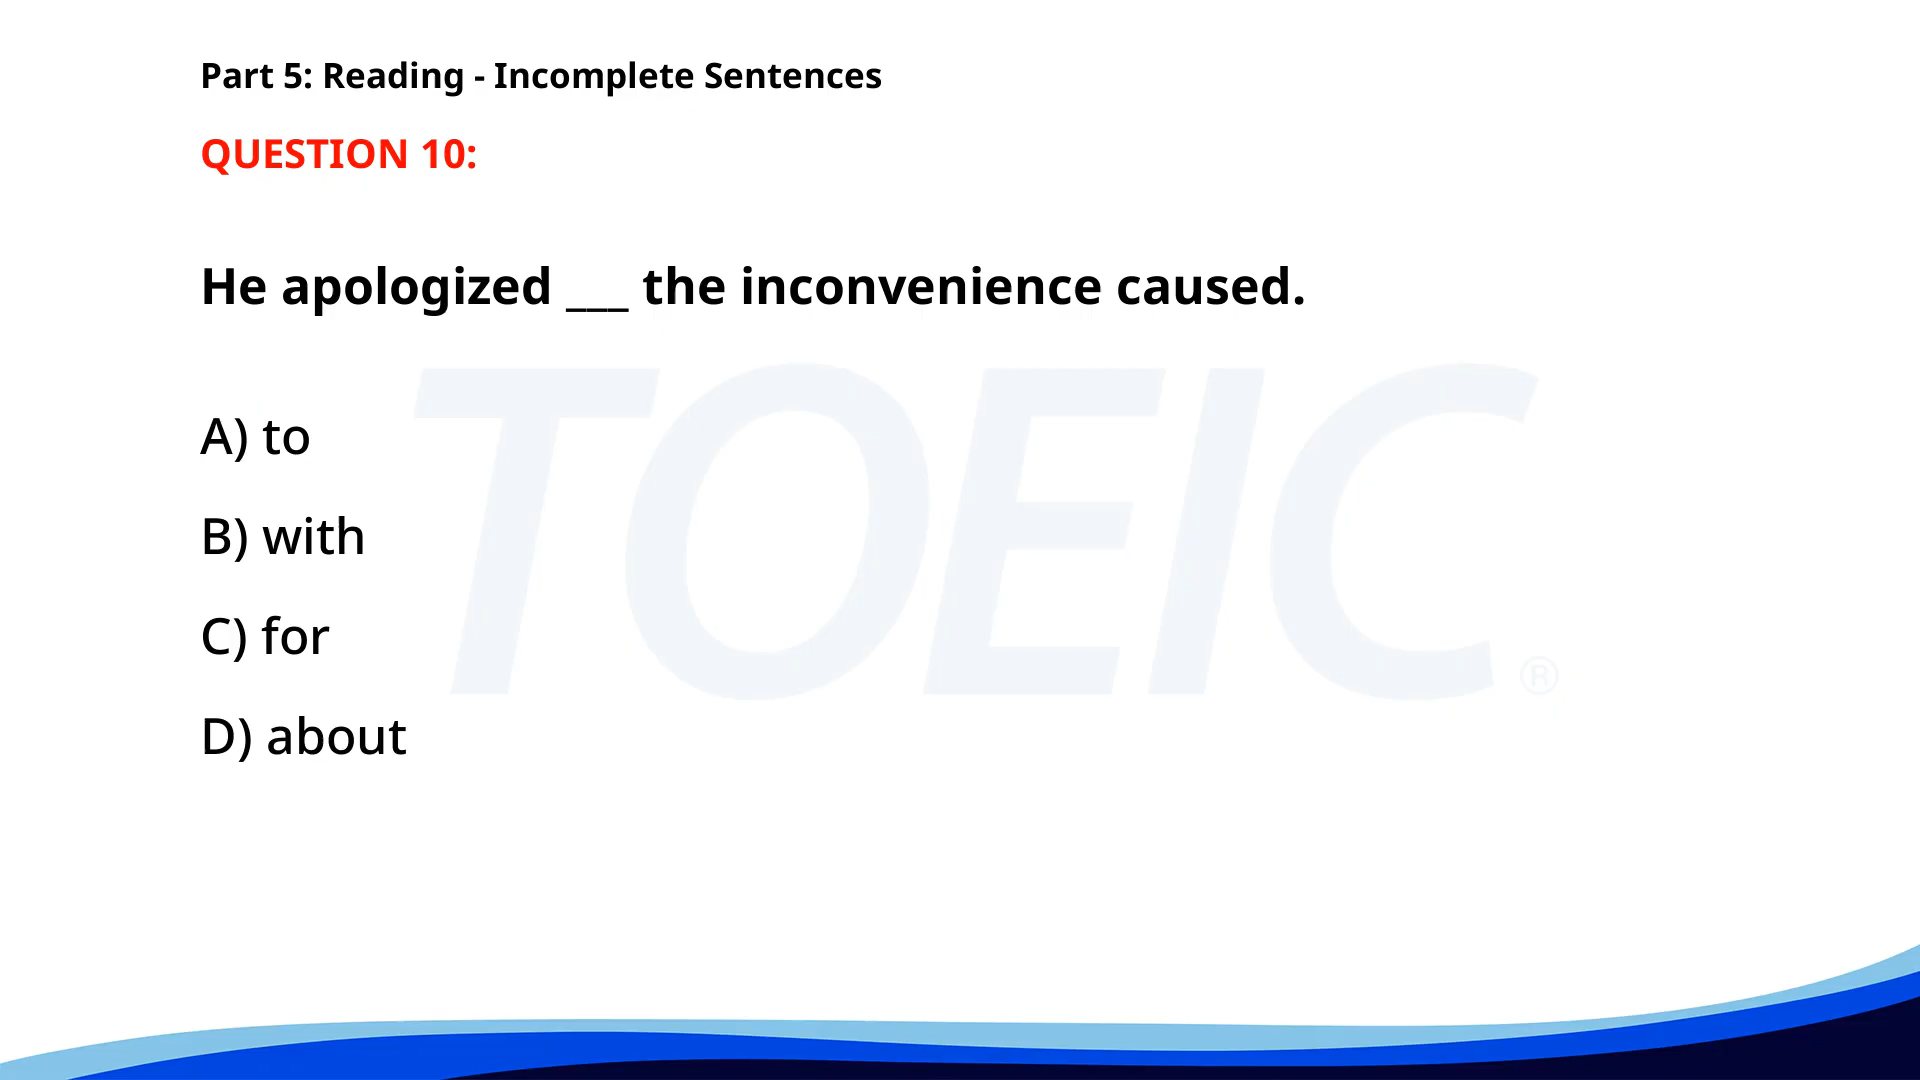 Part 5: Reading - Incomplete Sentences
QUESTION 10:
He apologized ___ the inconvenience caused.
TOEIC®
A) to
B) with
C) for
D) about